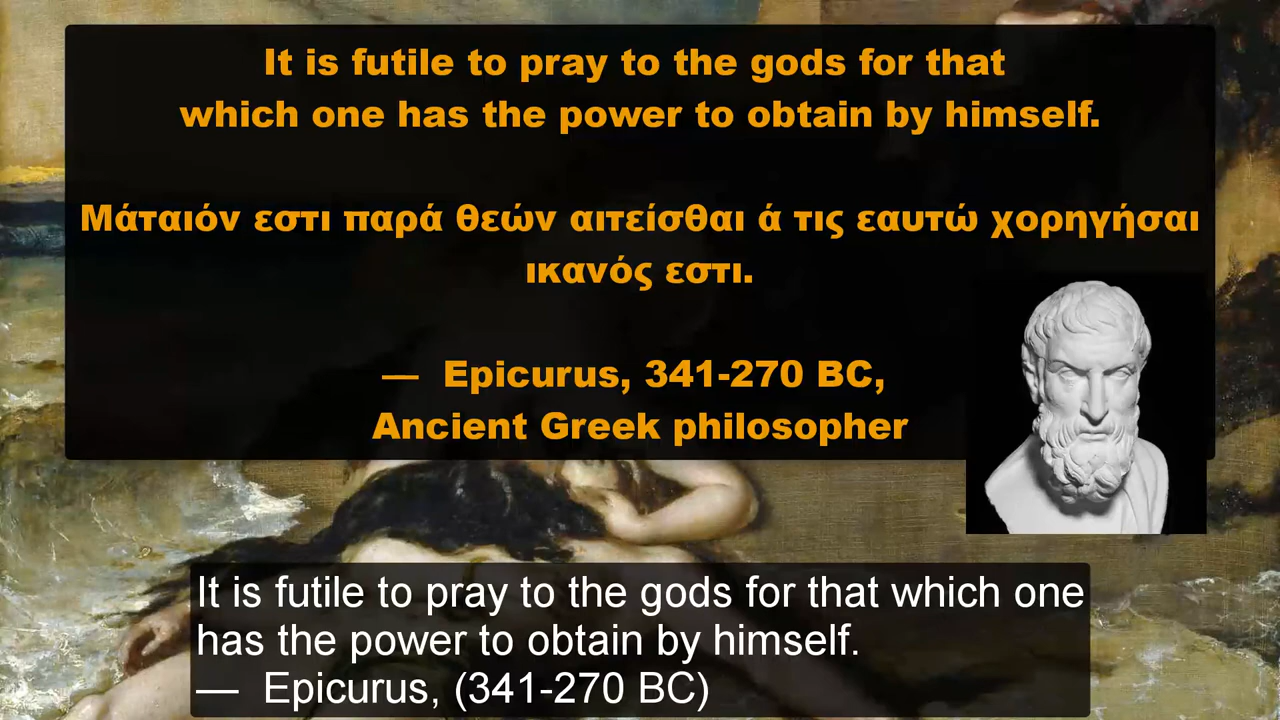 It is futile to pray to the gods for that
which one has the power to obtain by himself.
Μάταιόν εστι παρά θεών αιτείσθαι ά τις εαυτώ χορηγήσαι
ικανός εστι.
— Epicurus, 341-270 BC,
Ancient Greek philosopher
It is futile to pray to the gods for that which one
has the power to obtain by himself.
— Epicurus, (341-270 BC)